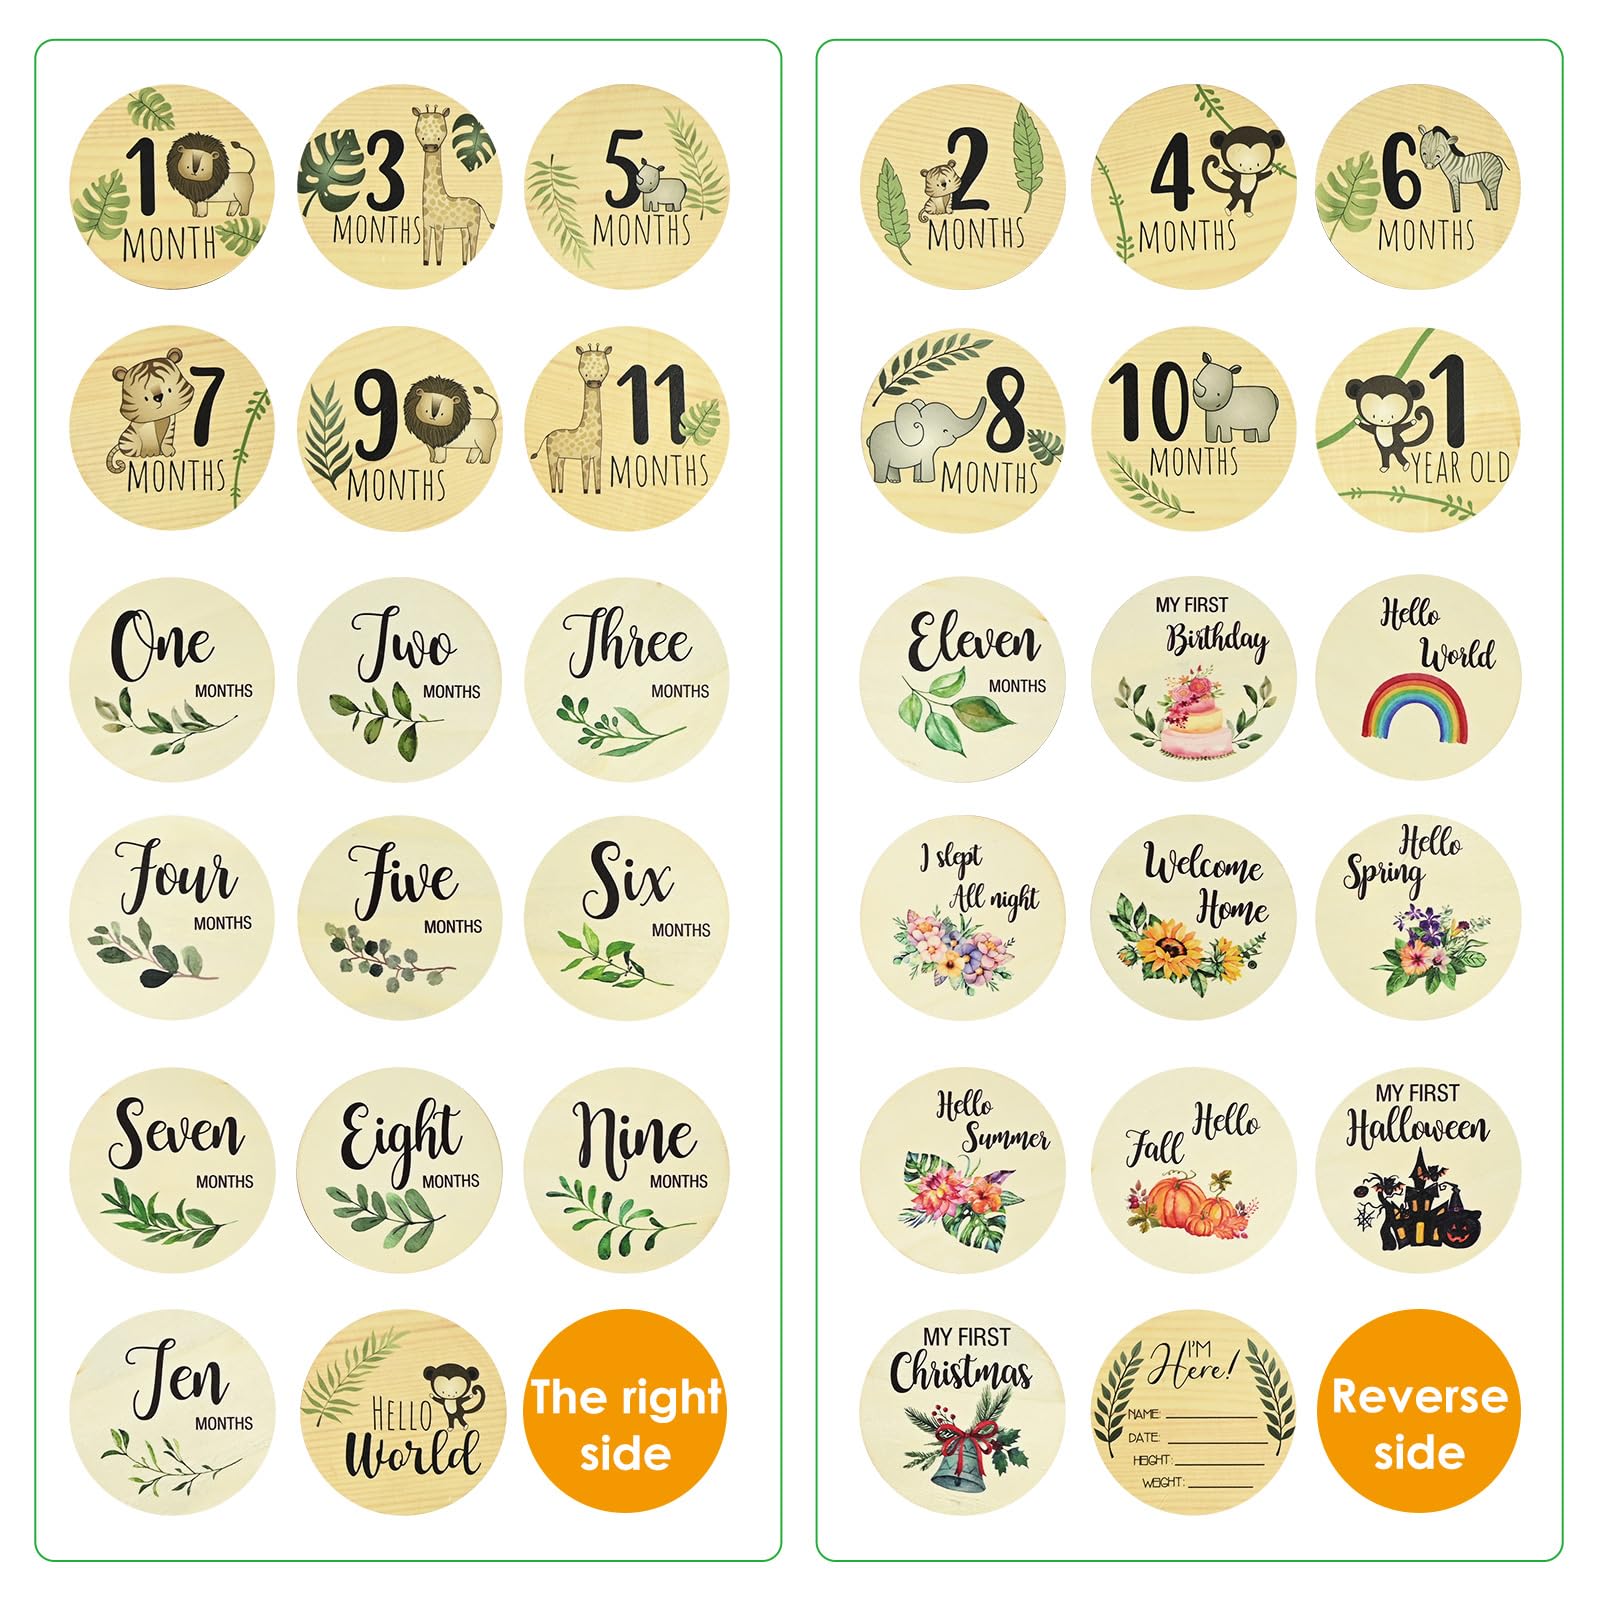 1
MONTH
3
MONTHS
5
MONTHS
7
MONTHS
9
MONTHS
11
MONTHS
One
MONTHS
Two
MONTHS
Three
MONTHS
Four
MONTHS
Five
MONTHS
Six
MONTHS
Seven
MONTHS
Eight
MONTHS
Nine
MONTHS
Ten
MONTHS
HELLO
World
The right
side
2
MONTHS
4
MONTHS
6
MONTHS
8
MONTHS
10
MONTHS
1
YEAR OLD
Eleven
MONTHS
MY FIRST
Birthday
Hello
World
I slept
All night
Welcome
Home
Hello
Spring
Hello
Summer
Hello
Fall
MY FIRST
Halloween
MY FIRST
Christmas
I'M
Here!
NAME:
DATE:
HEIGHT:
WEIGHT:
Reverse
side